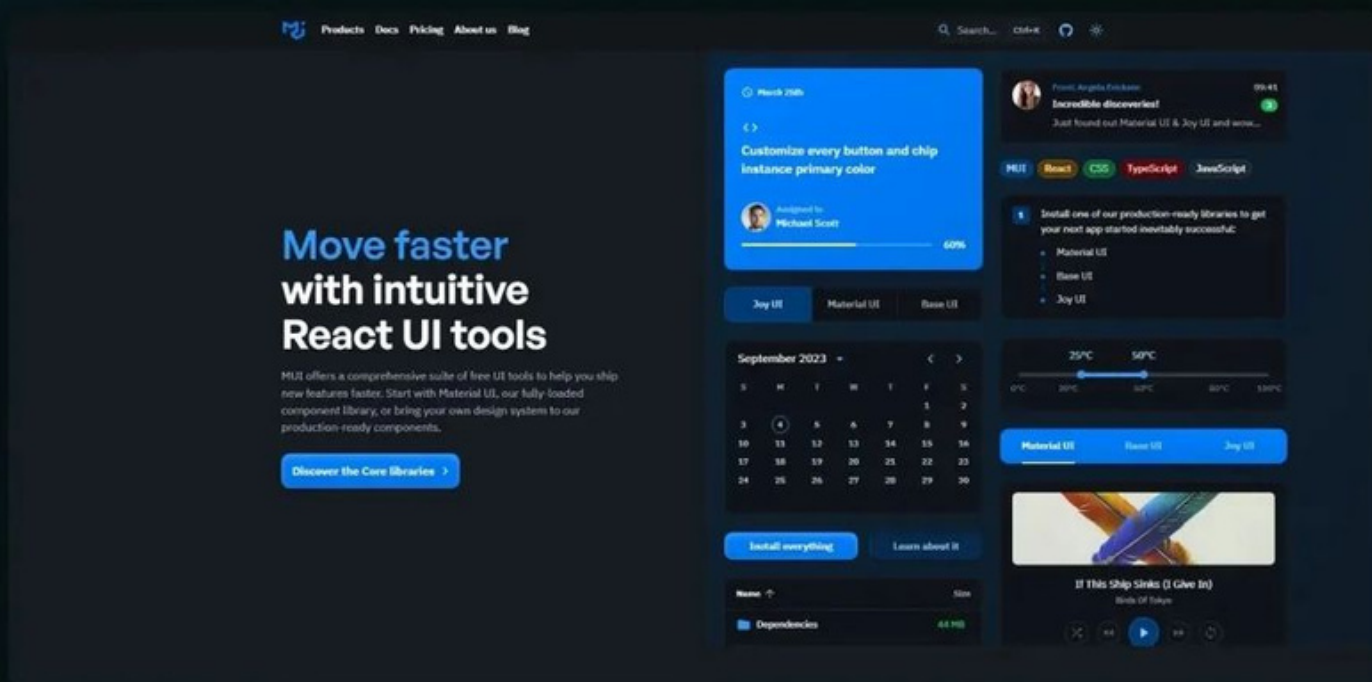 Products Docs Pricing About us Blog
Search... Ctrl+K
Move faster
with intuitive
React UI tools
MUI offers a comprehensive suite of free UI tools to help you ship
new features faster. Start with Material UI, our fully-loaded
component library, or bring your own design system to our
production-ready components.
Discover the Core libraries
March 25th
Customize every button and chip
instance primary color
Assigned to
Michael Scott
60%
Joy UI Material UI Base UI
September 2023
S M T W T F S
1 2
3 4 5 6 7 8 9
10 11 12 13 14 15 16
17 18 19 20 21 22 23
24 25 26 27 28 29 30
Install everything Learn about it
Name Size
Dependencies 44 MB
09:41
Incredible discoveries!
Just found out Material UI & Joy UI and wow...
MUI React CSS TypeScript JavaScript
1 Install one of our production-ready libraries to get
your next app started inevitably successful:
Material UI
Base UI
Joy UI
25°C 50°C
0°C 100°C
Material UI Base UI Joy UI
If This Ship Sinks (I Give In)
Birds Of Tokyo